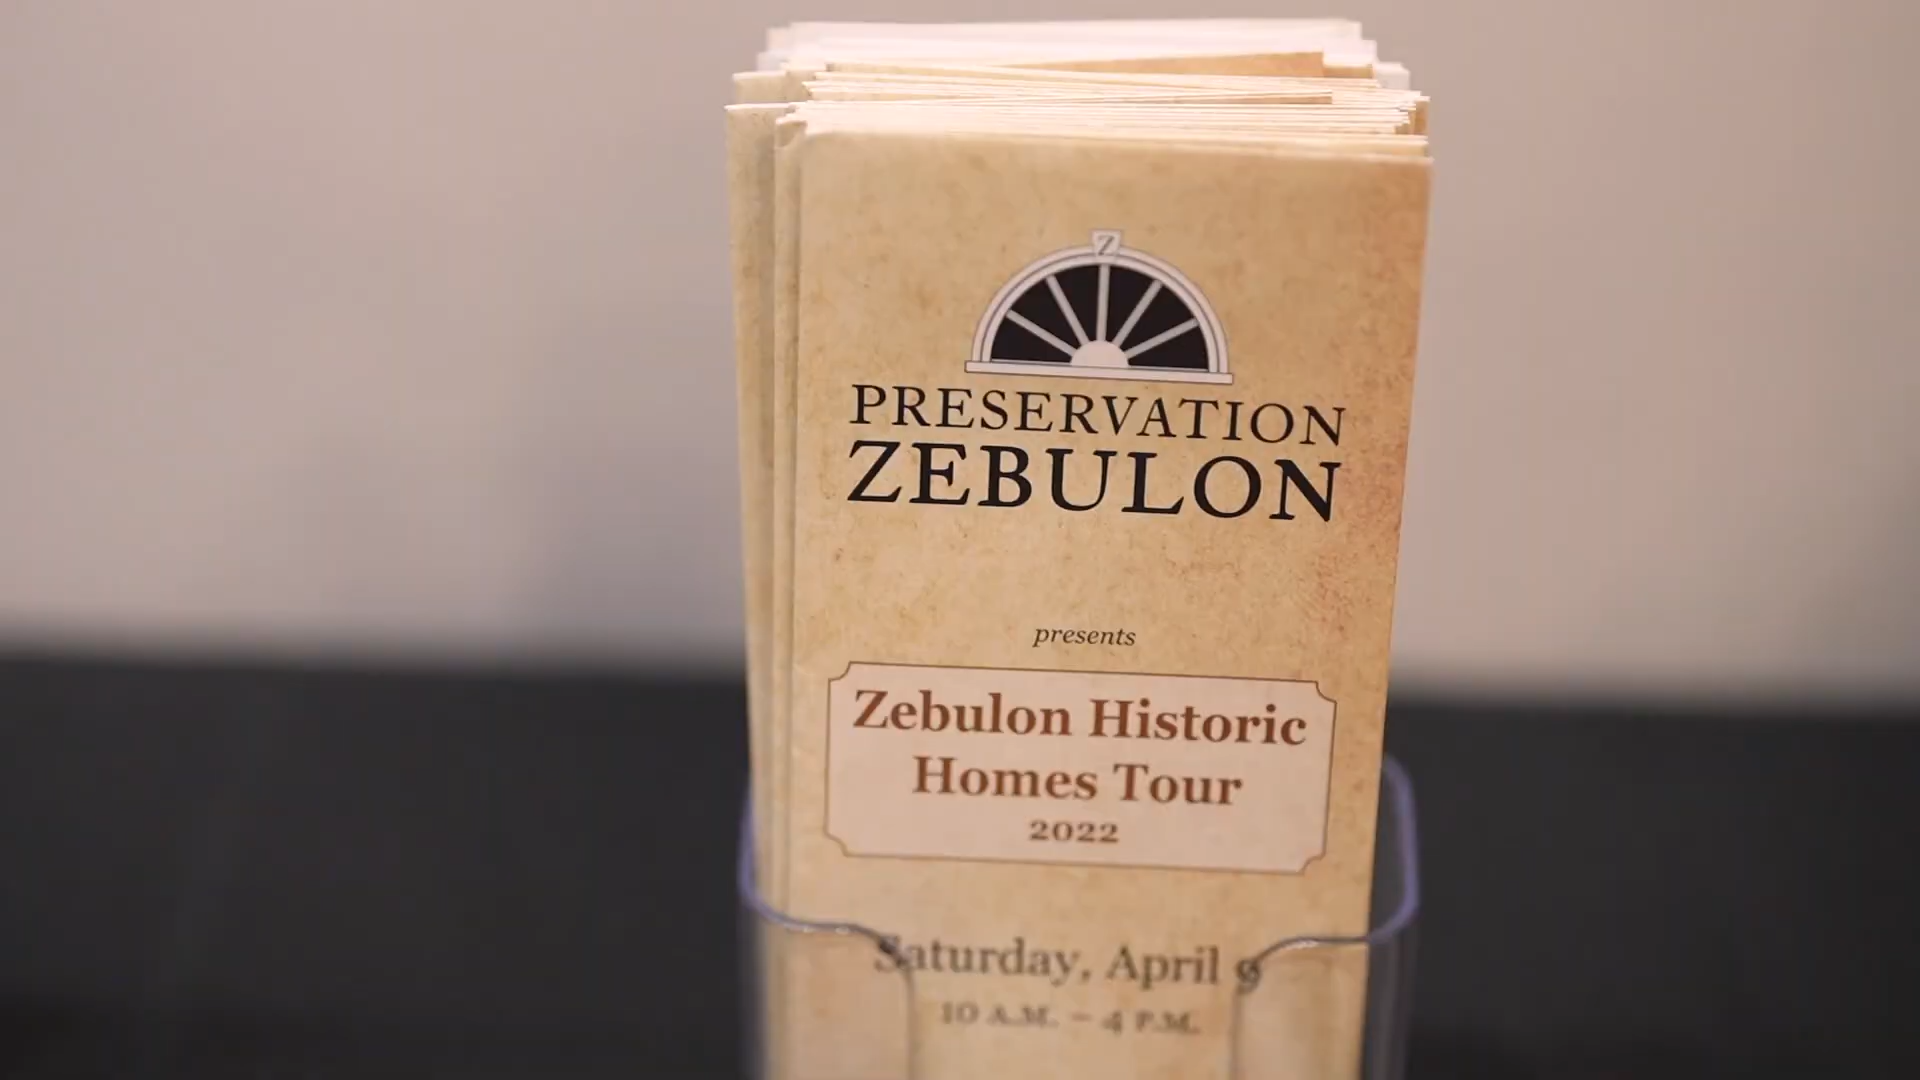 Z
PRESERVATION
ZEBULON
presents
Zebulon Historic
Homes Tour
2022
Saturday, April 9
10 A.M. – 4 P.M.